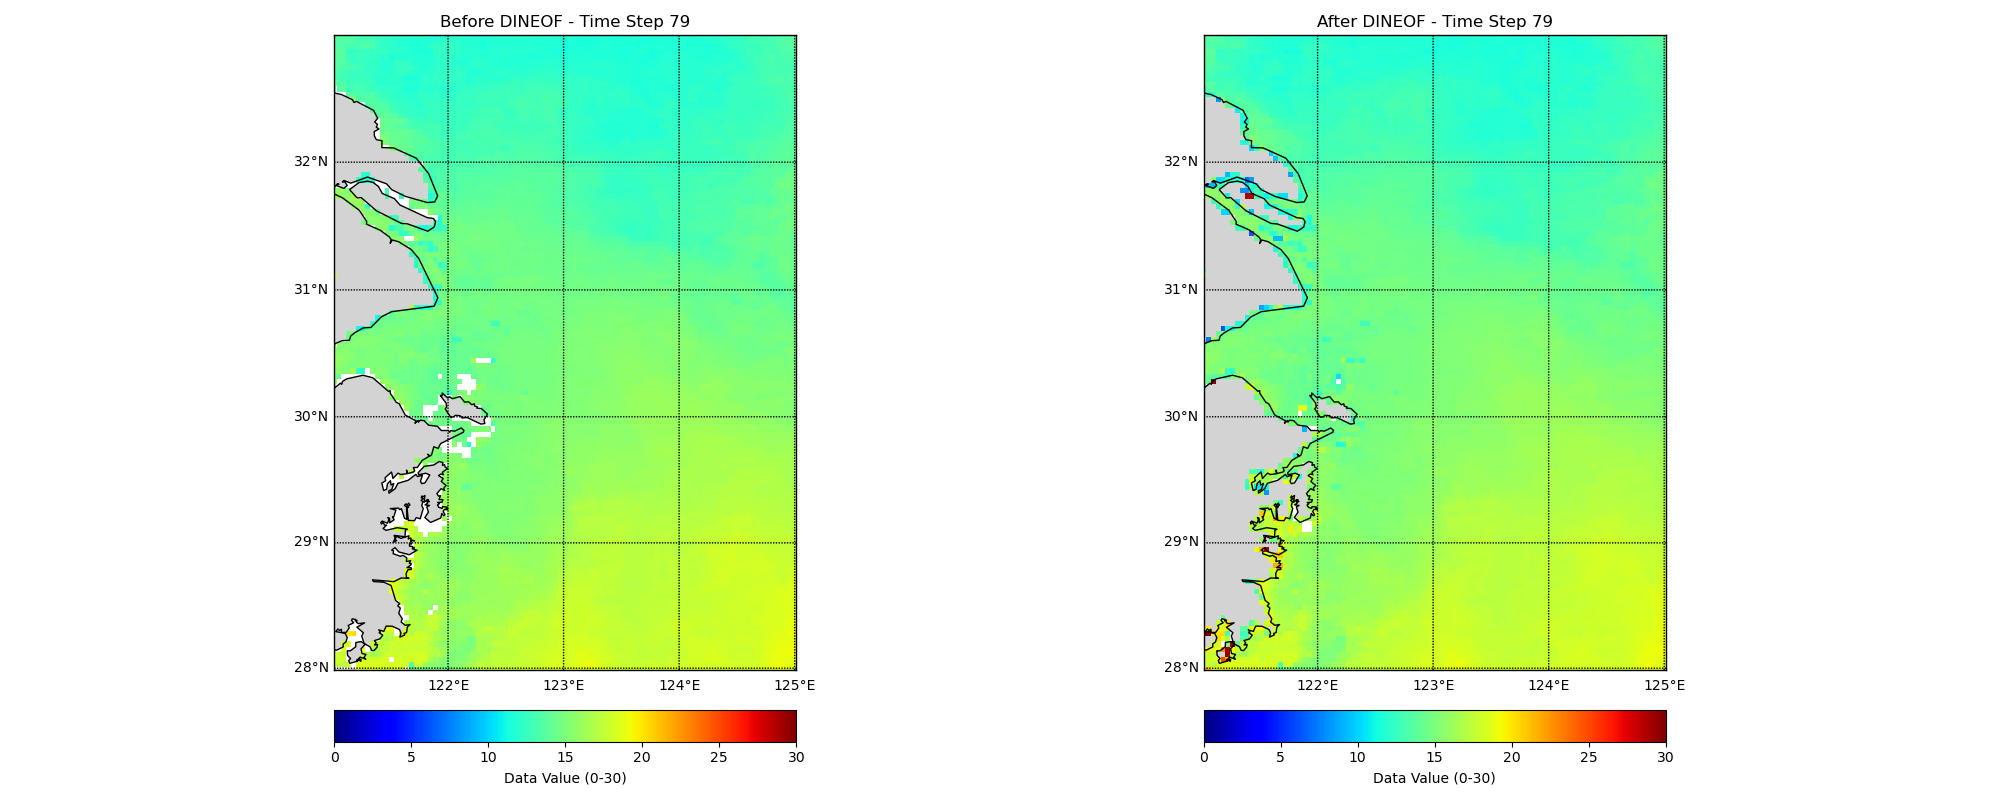 Before DINEOF - Time Step 79
32°N
31°N
30°N
29°N
28°N
122°E 123°E 124°E 125°E
0 5 10 15 20 25 30
Data Value (0-30)
After DINEOF - Time Step 79
32°N
31°N
30°N
29°N
28°N
122°E 123°E 124°E 125°E
0 5 10 15 20 25 30
Data Value (0-30)